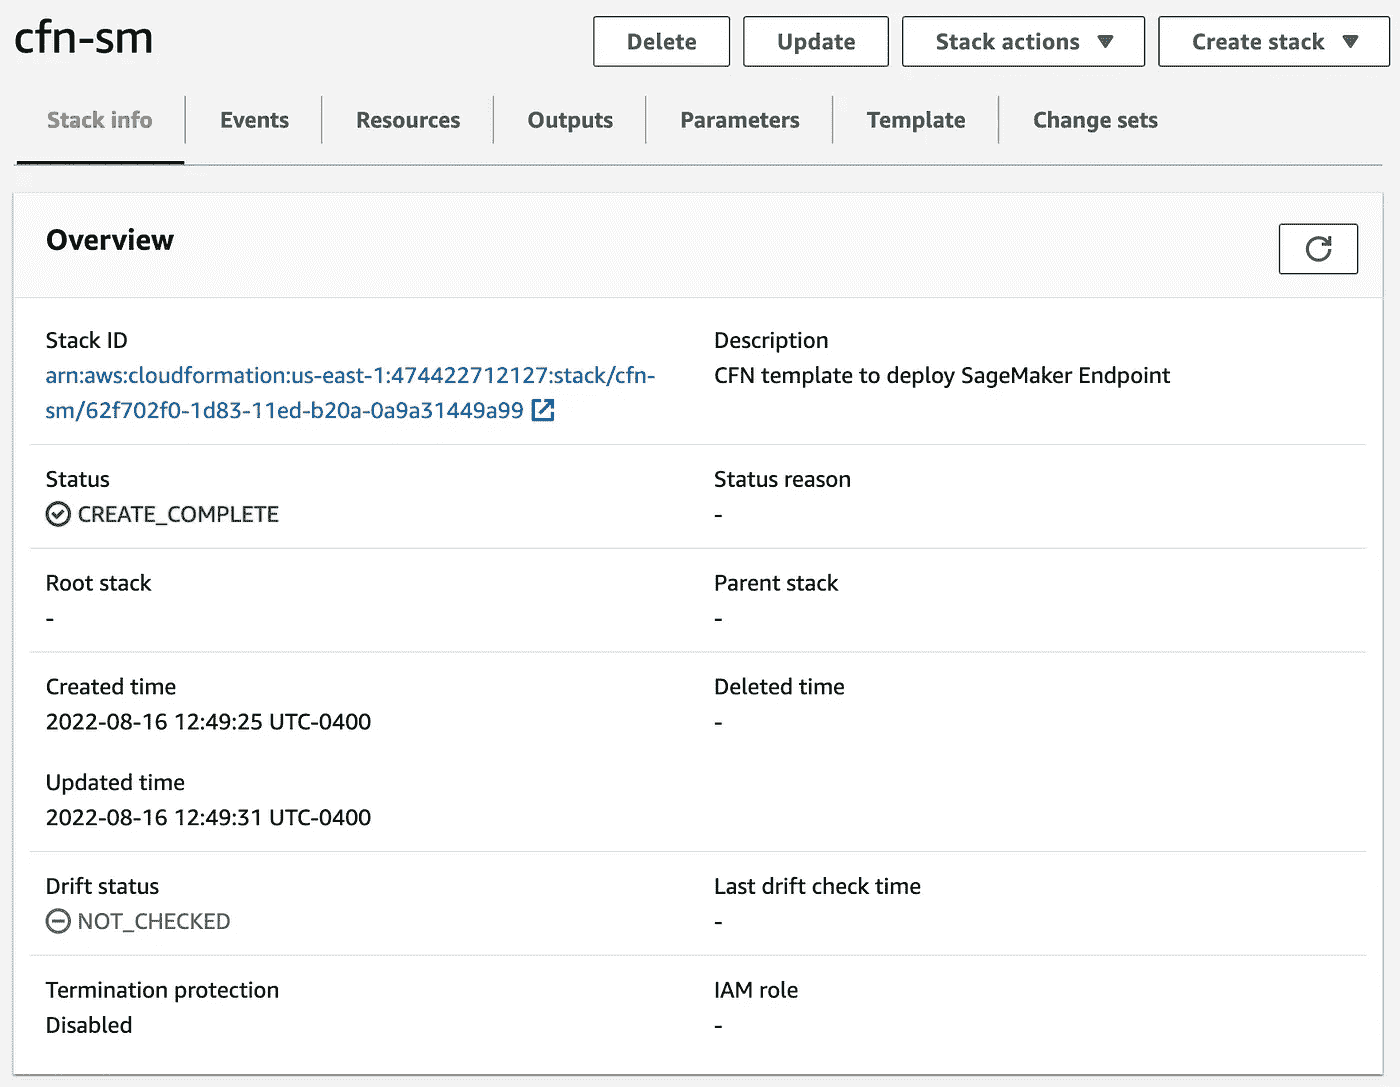 cfn-sm
Delete
Update
Stack actions
Create stack
Stack info
Events
Resources
Outputs
Parameters
Template
Change sets
Overview
Stack ID
arn:aws:cloudformation:us-east-1:474422712127:stack/cfn-
sm/62f702f0-1d83-11ed-b20a-0a9a31449a99
Description
CFN template to deploy SageMaker Endpoint
Status
CREATE_COMPLETE
Status reason
-
Root stack
-
Parent stack
-
Created time
2022-08-16 12:49:25 UTC-0400
Deleted time
-
Updated time
2022-08-16 12:49:31 UTC-0400
Drift status
NOT_CHECKED
Last drift check time
-
Termination protection
Disabled
IAM role
-